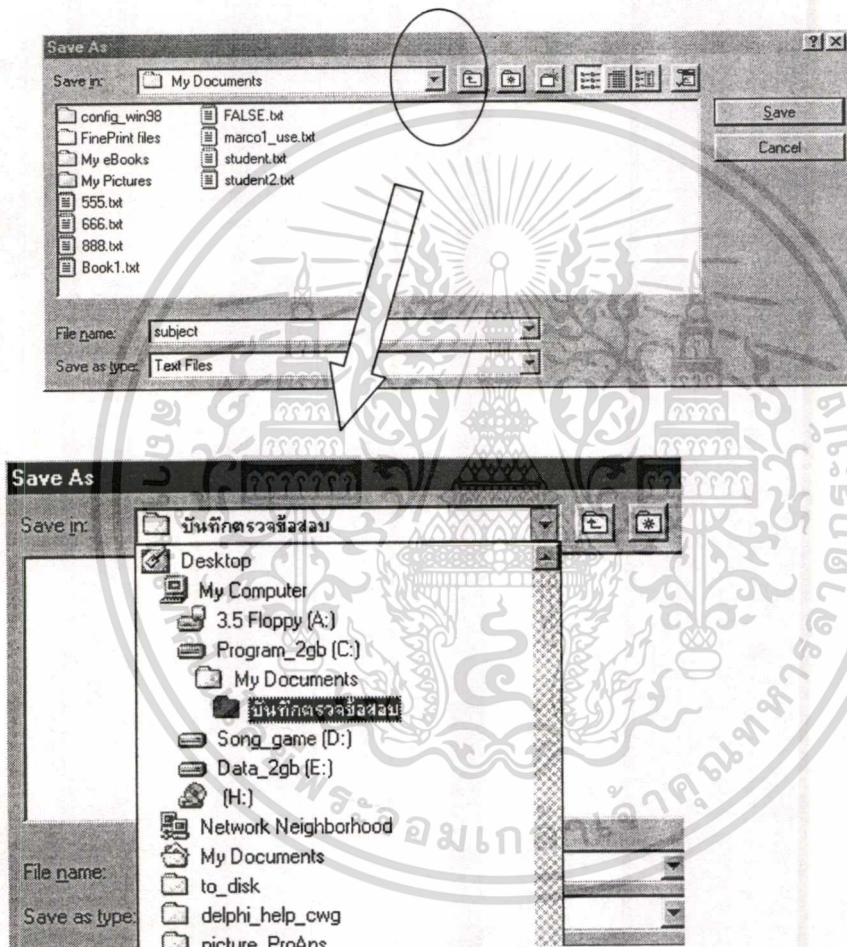 Save As
Save in: My Documents
config_win98 FALSE.txt
FinePrint files marco1_use.txt
My eBooks student.txt
My Pictures student2.txt
555.txt
666.txt
888.txt
Book1.txt
Save
Cancel
File name: subject
Save as type: Text Files
Save As
Save in: บันทึกตรวจข้อสอบ
Desktop
My Computer
3.5 Floppy (A:)
Program_2gb (C:)
My Documents
บันทึกตรวจข้อสอบ
Song_game (D:)
Data_2gb (E:)
(H:)
Network Neighborhood
My Documents
to_disk
delphi_help_cwg
picture_ProAns
File name:
Save as type: